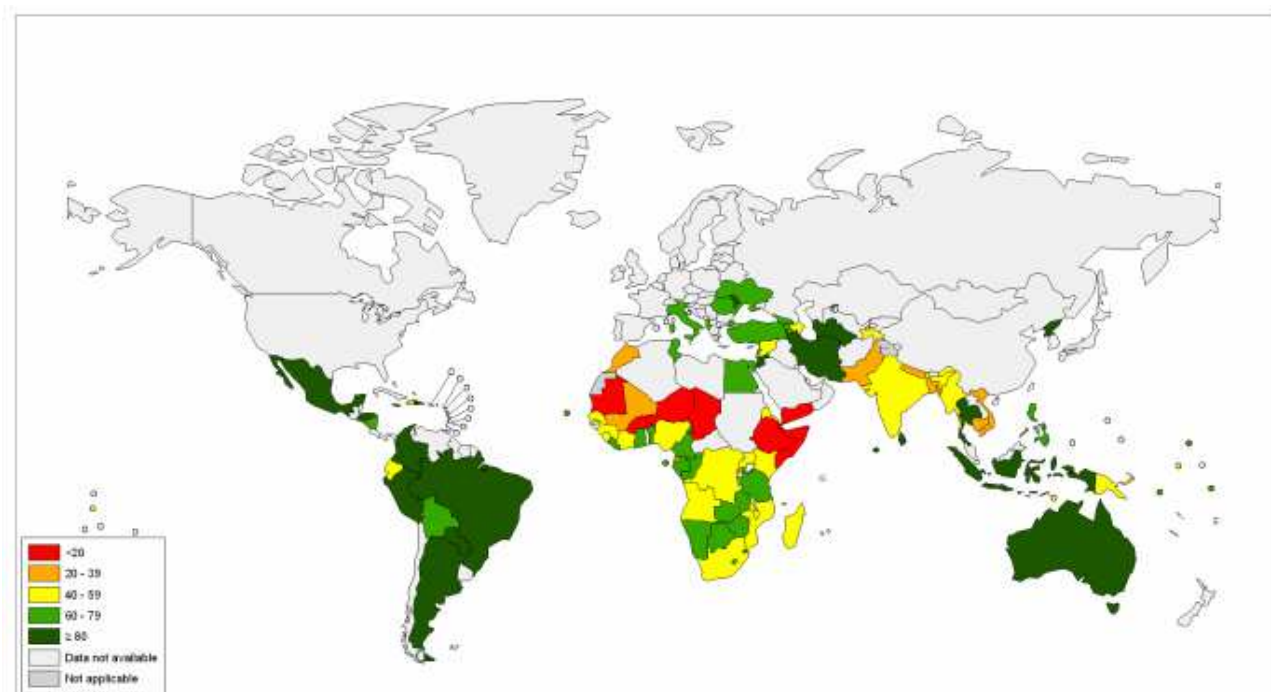 <20
20 - 39
40 - 59
60 - 79
≥ 80
Data not available
Not applicable